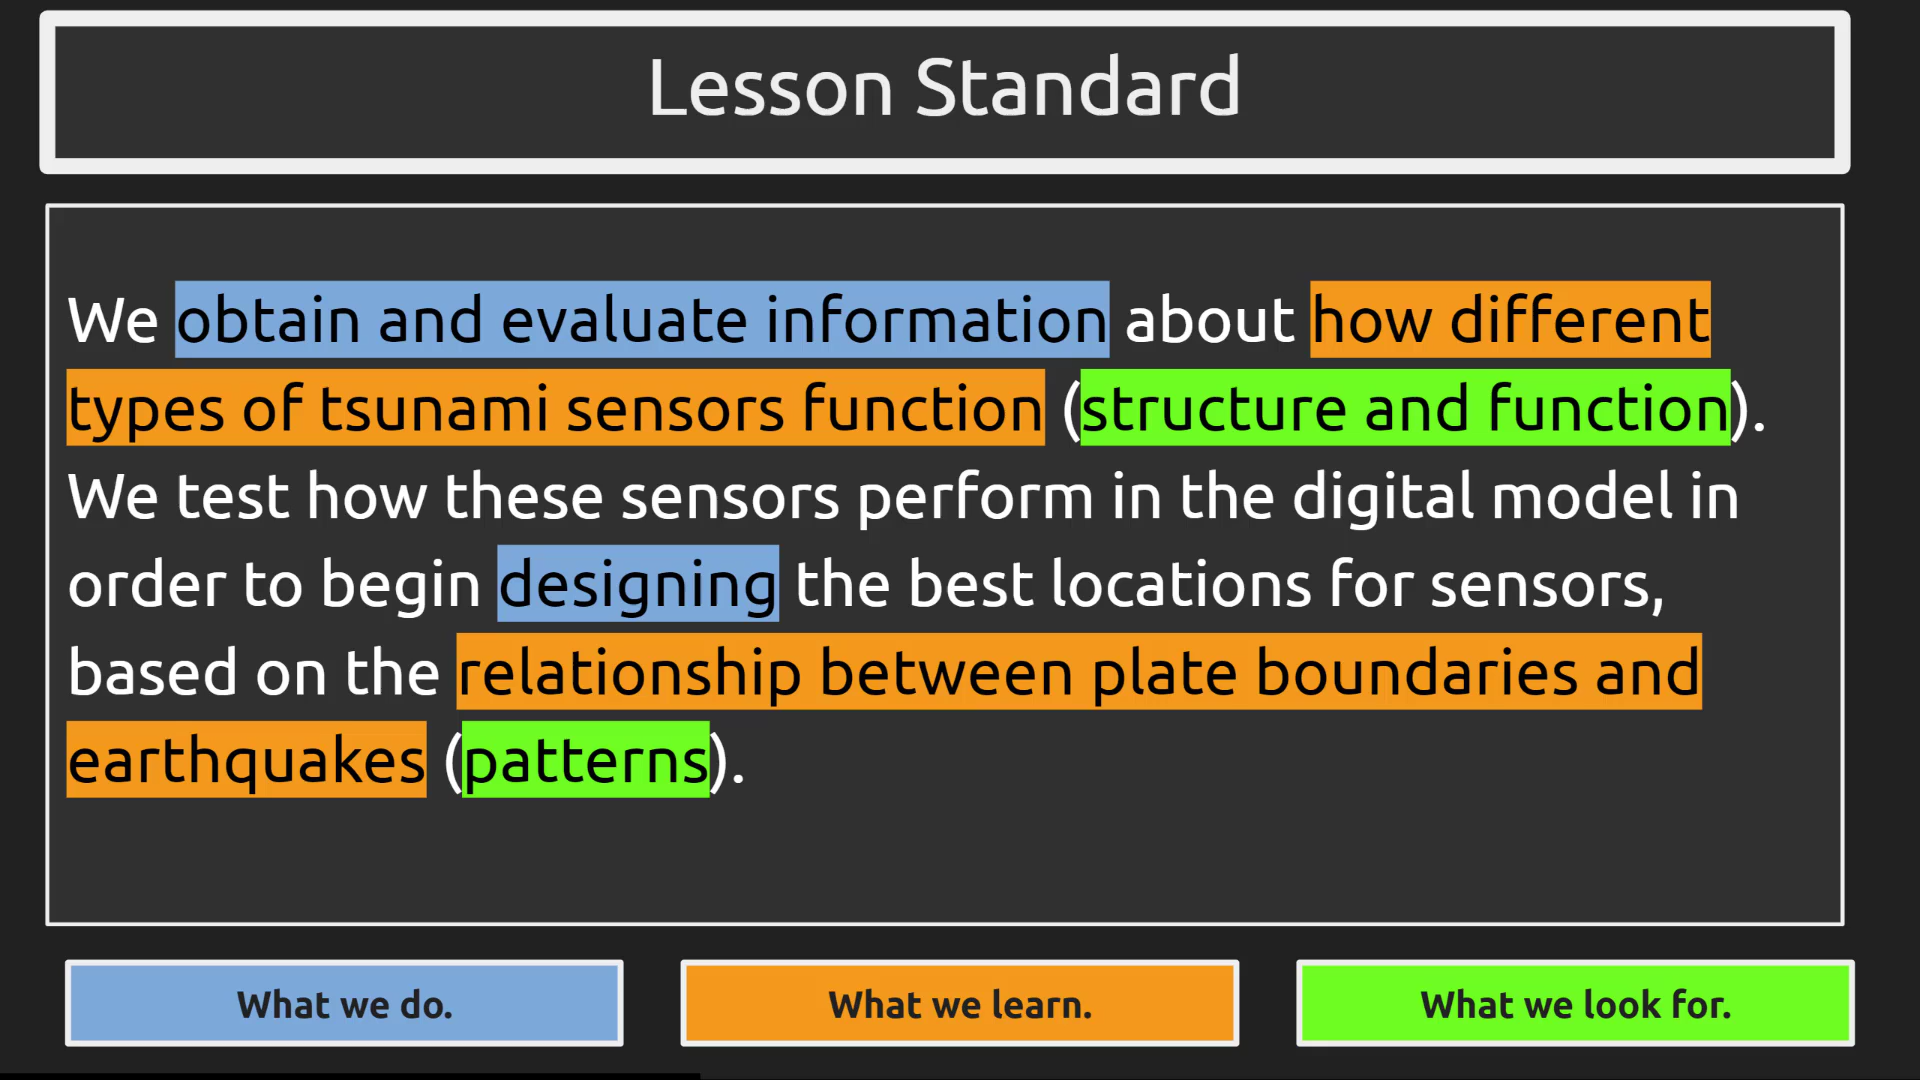 Lesson Standard
We obtain and evaluate information about how different
types of tsunami sensors function (structure and function).
We test how these sensors perform in the digital model in
order to begin designing the best locations for sensors,
based on the relationship between plate boundaries and
earthquakes (patterns).
What we do.
What we learn.
What we look for.